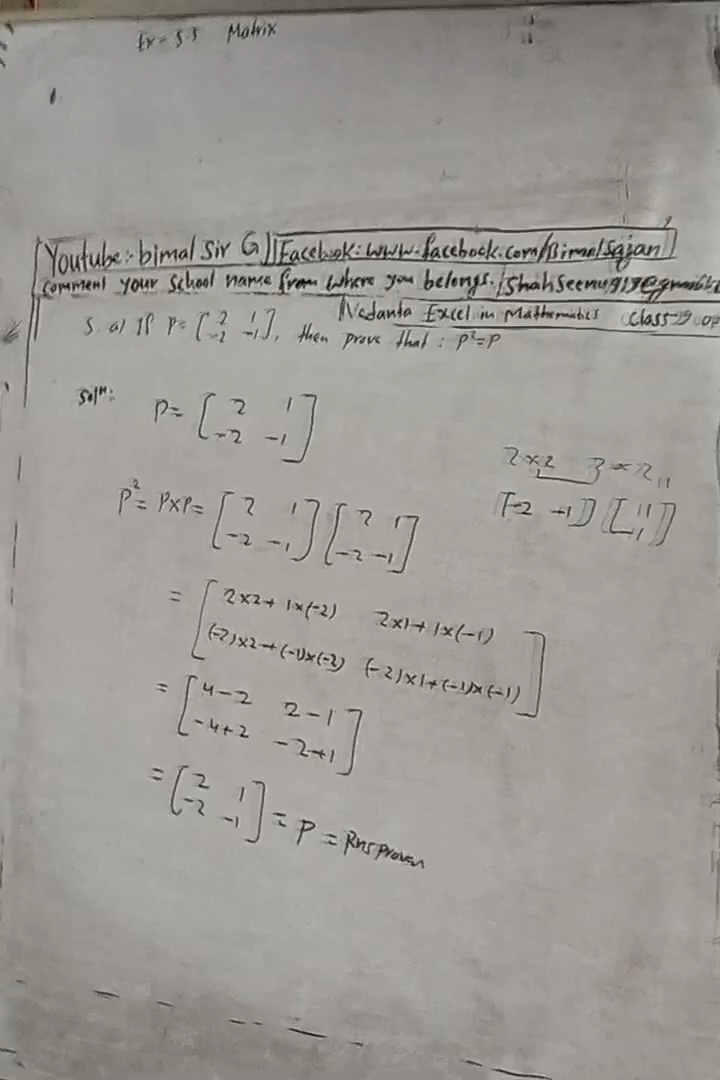 Ex- 5.5 Matrix
Youtube:- bimal Sir G Facebook: www.facebook.com/Bimalsajan
Comment your School name from where you belongs.
Vedanta Excel in Mathematics Class-9
5. a) If P= [2 1 -2 -1], then prove that : P²=P
Solⁿ:
P= [2 1
-2 -1]
2×2 2×2
P²= P×P= [2 1 [2 1
-2 -1] -2 -1]
[-2 -1] [1
= [2×2+ 1×(-2) 2×1+ 1×(-1)
(-2)×2+(-1)×(-2) (-2)×1+(-1)×(-1)]
= [4-2 2-1
-4+2 -2+1]
= [2 1
-2 -1] = P = RHS Proven